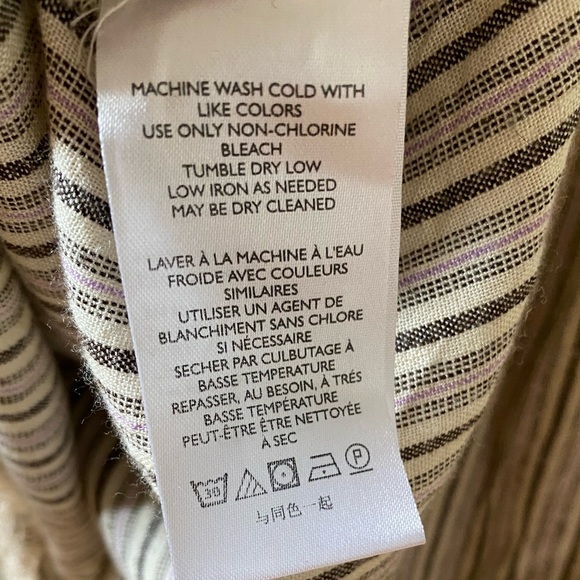 MACHINE WASH COLD WITH
LIKE COLORS
USE ONLY NON-CHLORINE
BLEACH
TUMBLE DRY LOW
LOW IRON AS NEEDED
MAY BE DRY CLEANED
LAVER À LA MACHINE À L'EAU
FROIDE AVEC COULEURS
SIMILAIRES
UTILISER UN AGENT DE
BLANCHIMENT SANS CHLORE
SI NÉCESSAIRE
SECHER PAR CULBUTAGE À
BASSE TEMPERATURE
REPASSER, AU BESOIN, À TRÉS
BASSE TEMPÉRATURE
PEUT-ÊTRE ÊTRE NETTOYÉE
À SEC
30 P
与同色一起